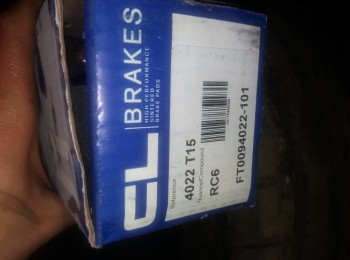 CL BRAKES
HIGH PERFORMANCE
SINTERED
BRAKE PADS
Reference
4022 T15
Nuance/Compound
RC6
FT0094022-101